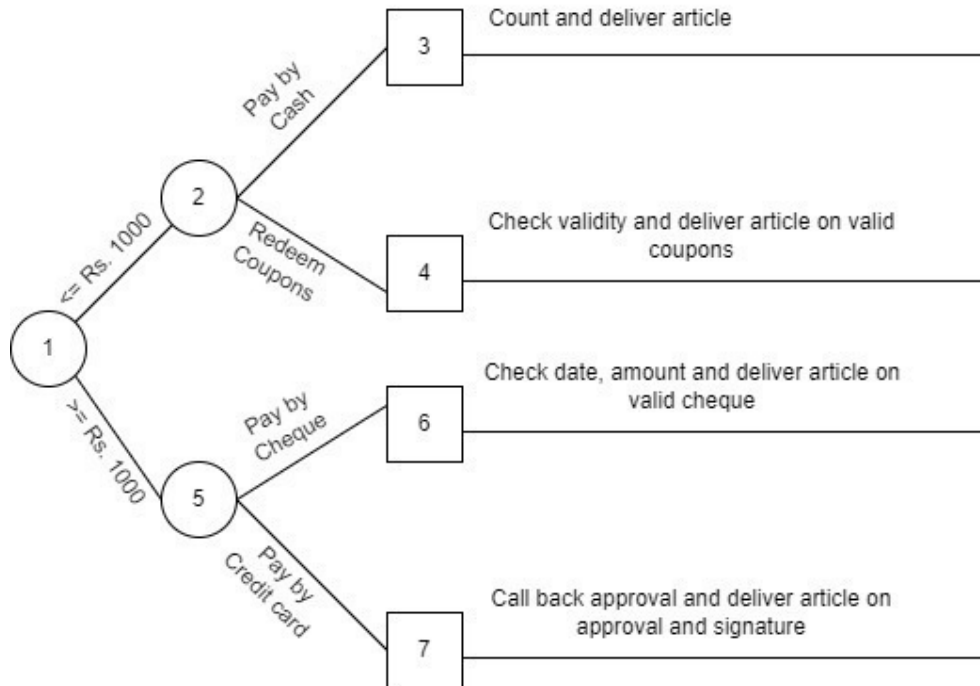 3
Count and deliver article
Pay by
Cash
2
<= Rs. 1000
Redeem
Coupons
4
Check validity and deliver article on valid
coupons
1
>= Rs. 1000
Pay by
Cheque
6
Check date, amount and deliver article on
valid cheque
5
Pay by
Credit card
7
Call back approval and deliver article on
approval and signature